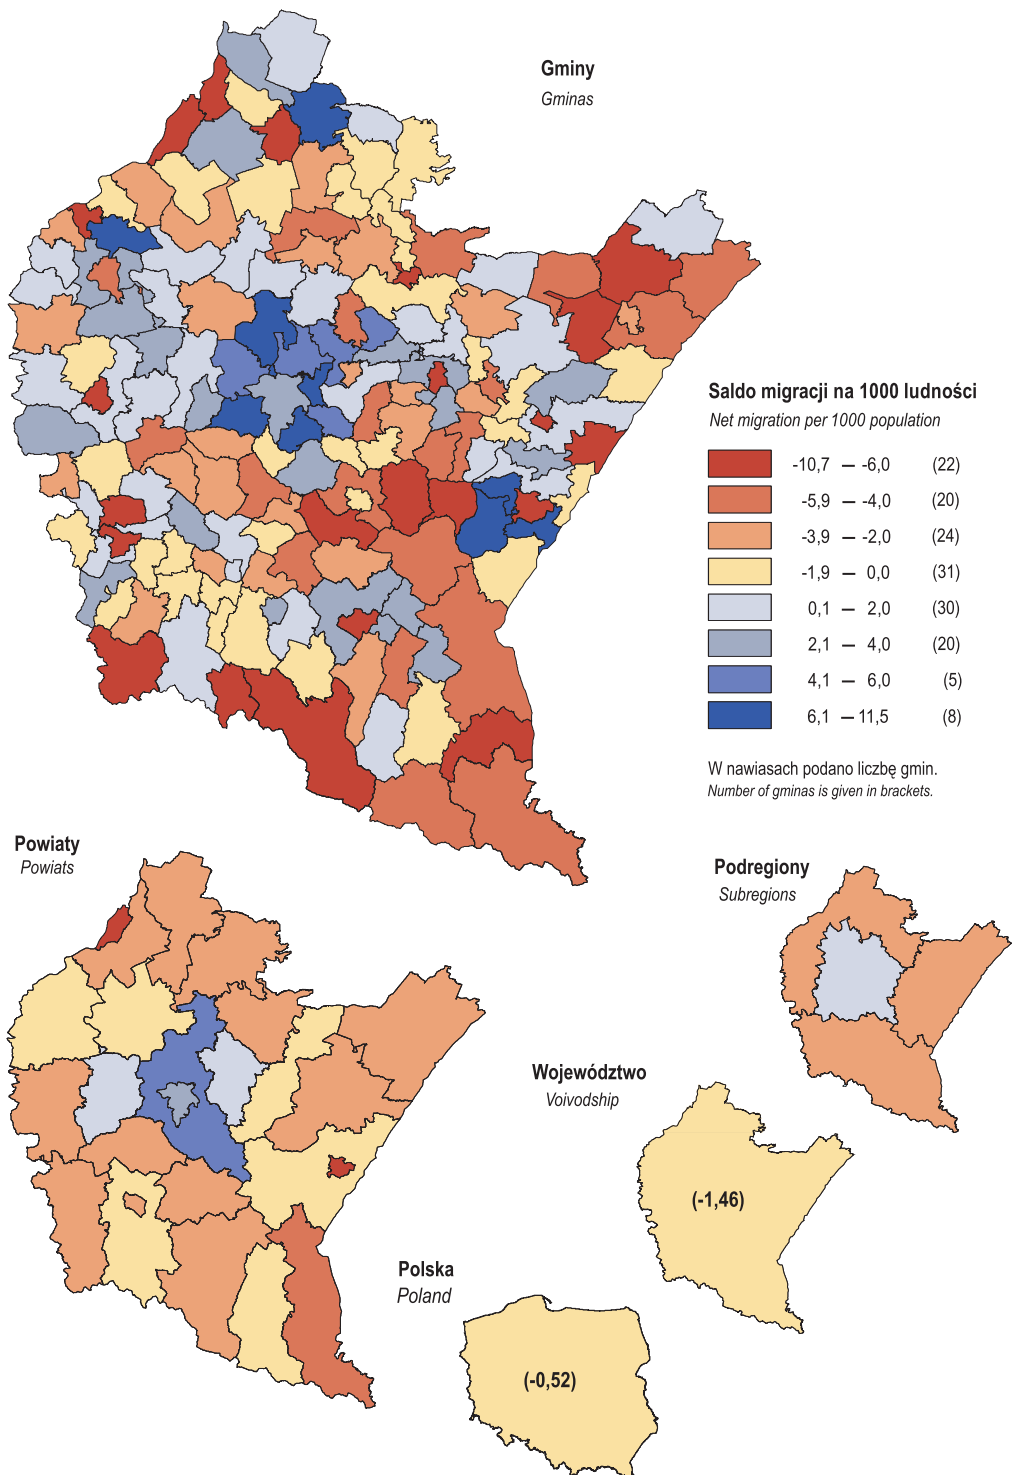 Gminy
Gminas
Saldo migracji na 1000 ludności
Net migration per 1000 population
-10,7 — -6,0 (22)
-5,9 — -4,0 (20)
-3,9 — -2,0 (24)
-1,9 — 0,0 (31)
0,1 — 2,0 (30)
2,1 — 4,0 (20)
4,1 — 6,0 (5)
6,1 — 11,5 (8)
W nawiasach podano liczbę gmin.
Number of gminas is given in brackets.
Powiaty
Powiats
Podregiony
Subregions
Województwo
Voivodship
(-1,46)
Polska
Poland
(-0,52)